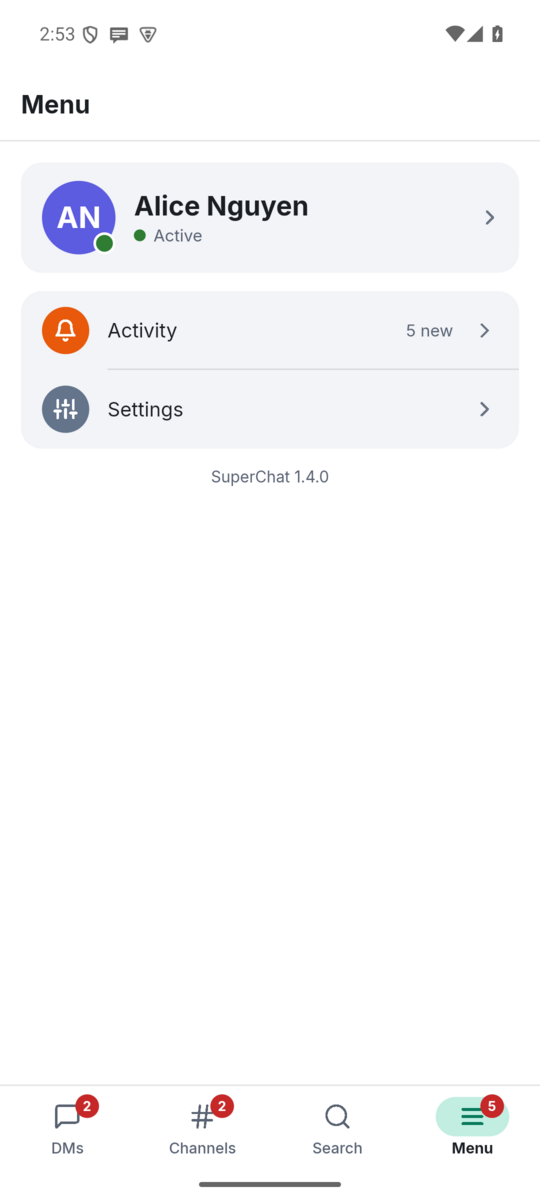 2:53
Menu
AN
Alice Nguyen
Active
Activity
5 new
Settings
SuperChat 1.4.0
2
2
5
DMs
Channels
Search
Menu